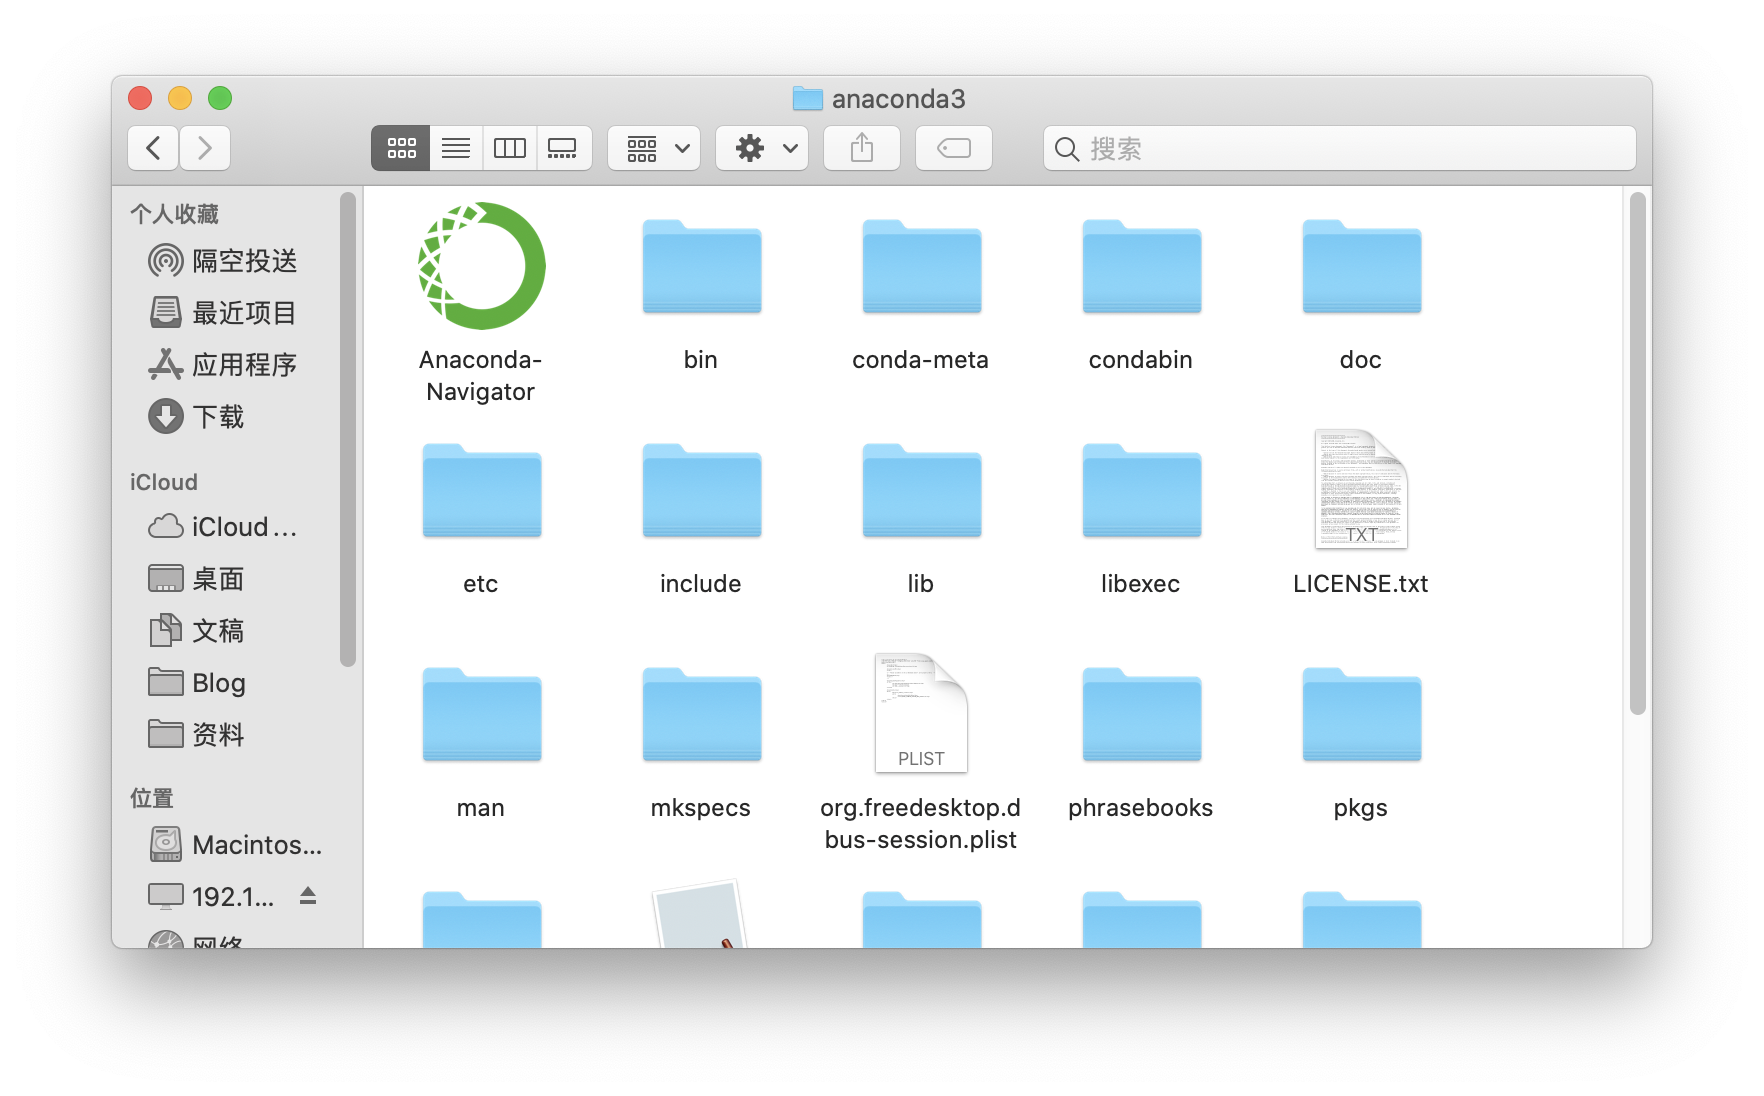 anaconda3
搜索
个人收藏
隔空投送
最近项目
应用程序
下载
iCloud
iCloud…
桌面
文稿
Blog
资料
位置
Macintos…
192.1…
网络
Anaconda-
Navigator
bin
conda-meta
condabin
doc
etc
include
lib
libexec
TXT
LICENSE.txt
man
mkspecs
PLIST
org.freedesktop.d
bus-session.plist
phrasebooks
pkgs